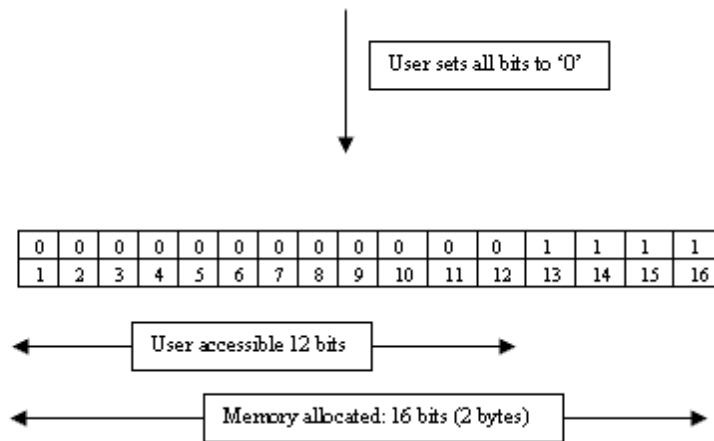 User sets all bits to ‘0’
0 0 0 0 0 0 0 0 0 0 0 0 1 1 1 1
1 2 3 4 5 6 7 8 9 10 11 12 13 14 15 16
User accessible 12 bits
Memory allocated: 16 bits (2 bytes)